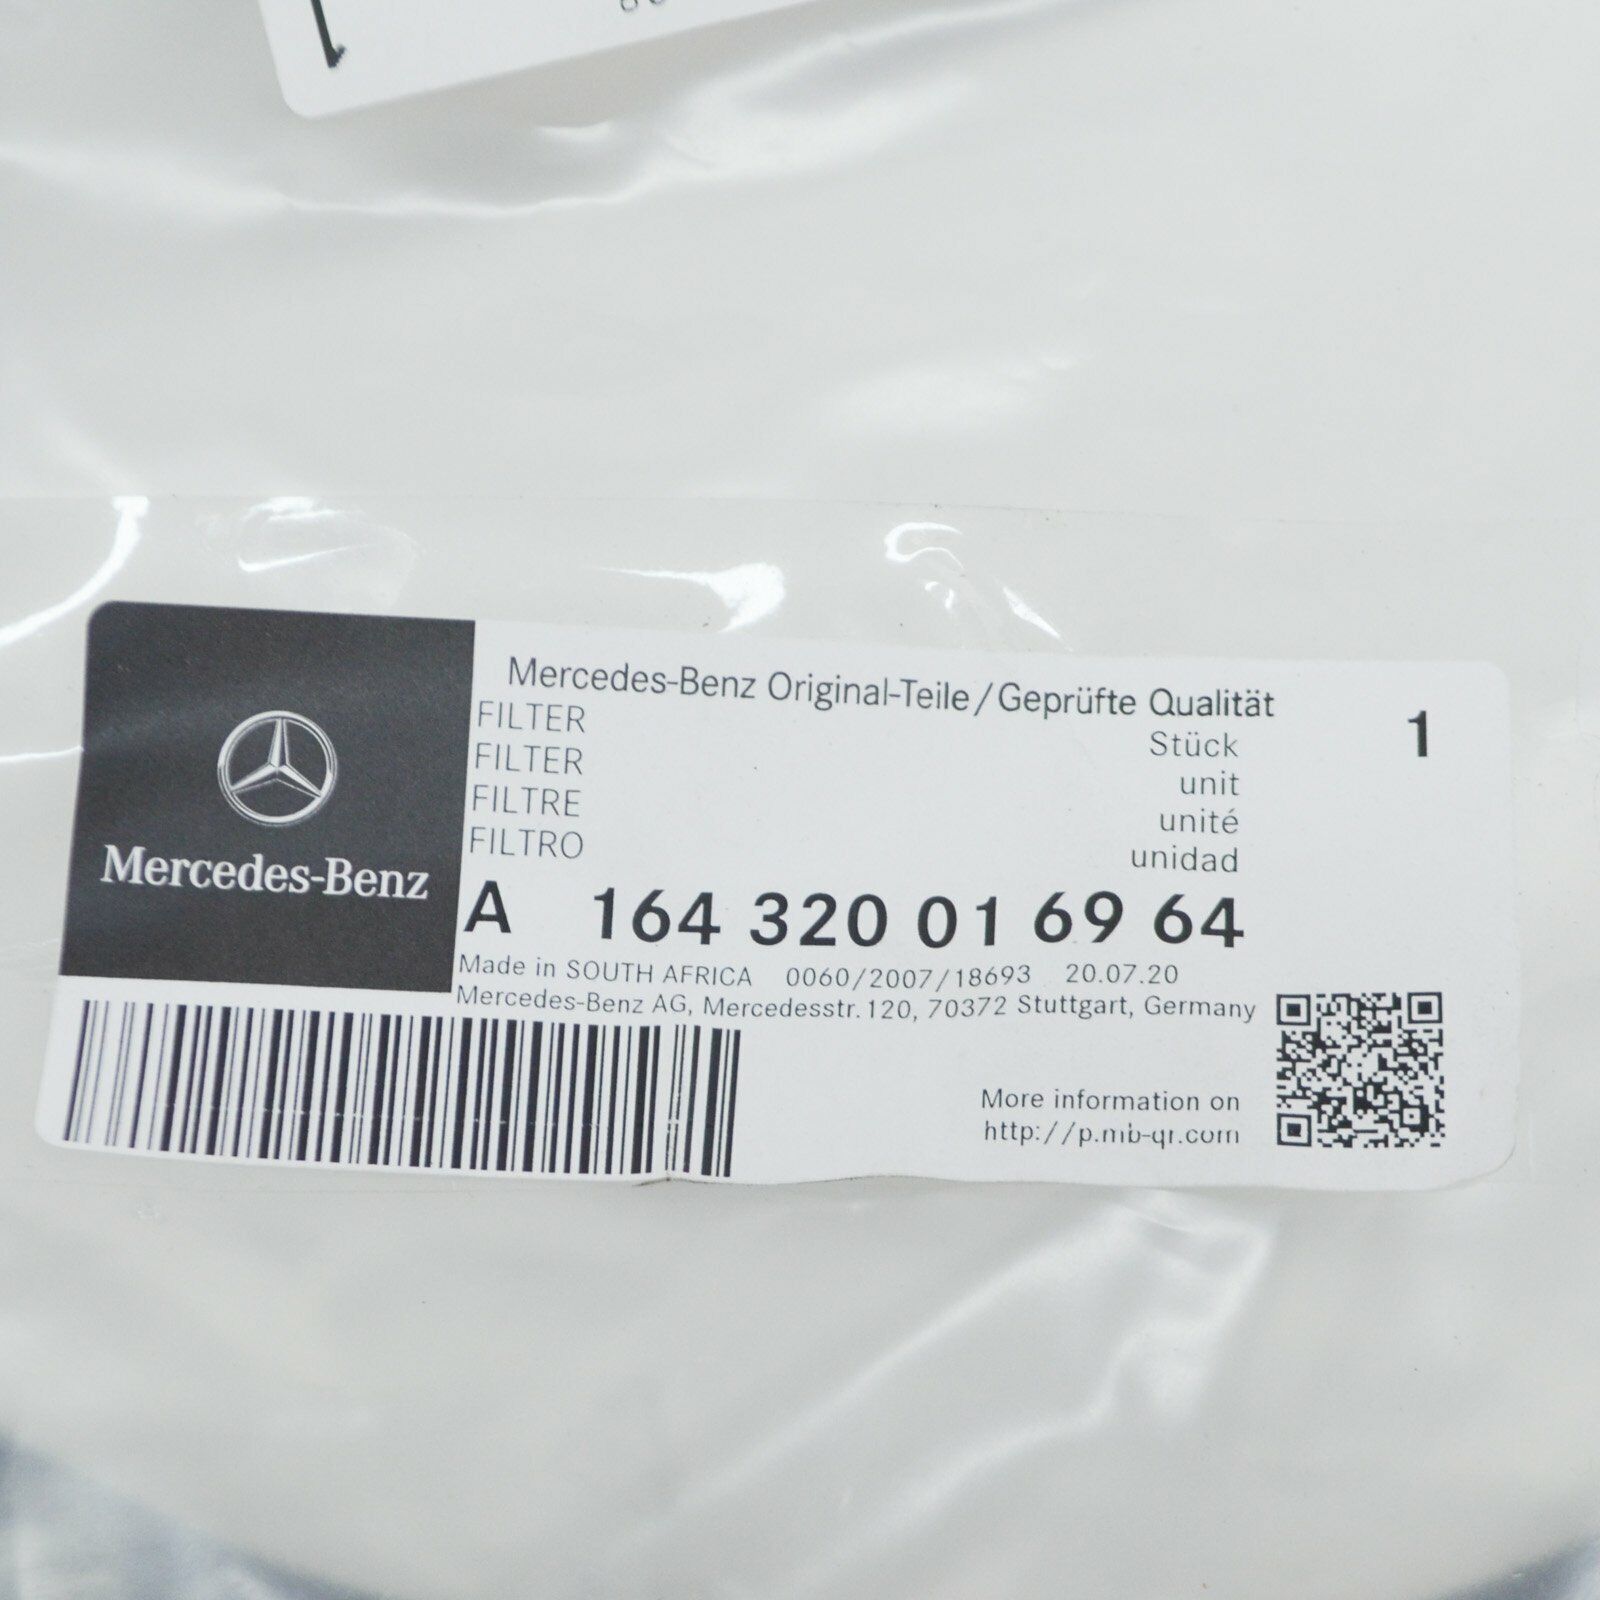 1
Mercedes-Benz
Mercedes-Benz Original-Teile/Geprüfte Qualität
FILTER
FILTER
FILTRE
FILTRO
Stück 1
unit
unité
unidad
A 164 320 01 69 64
Made in SOUTH AFRICA 0060/2007/18693 20.07.20
Mercedes-Benz AG, Mercedesstr.120, 70372 Stuttgart, Germany
More information on
http://p.mb-qr.com